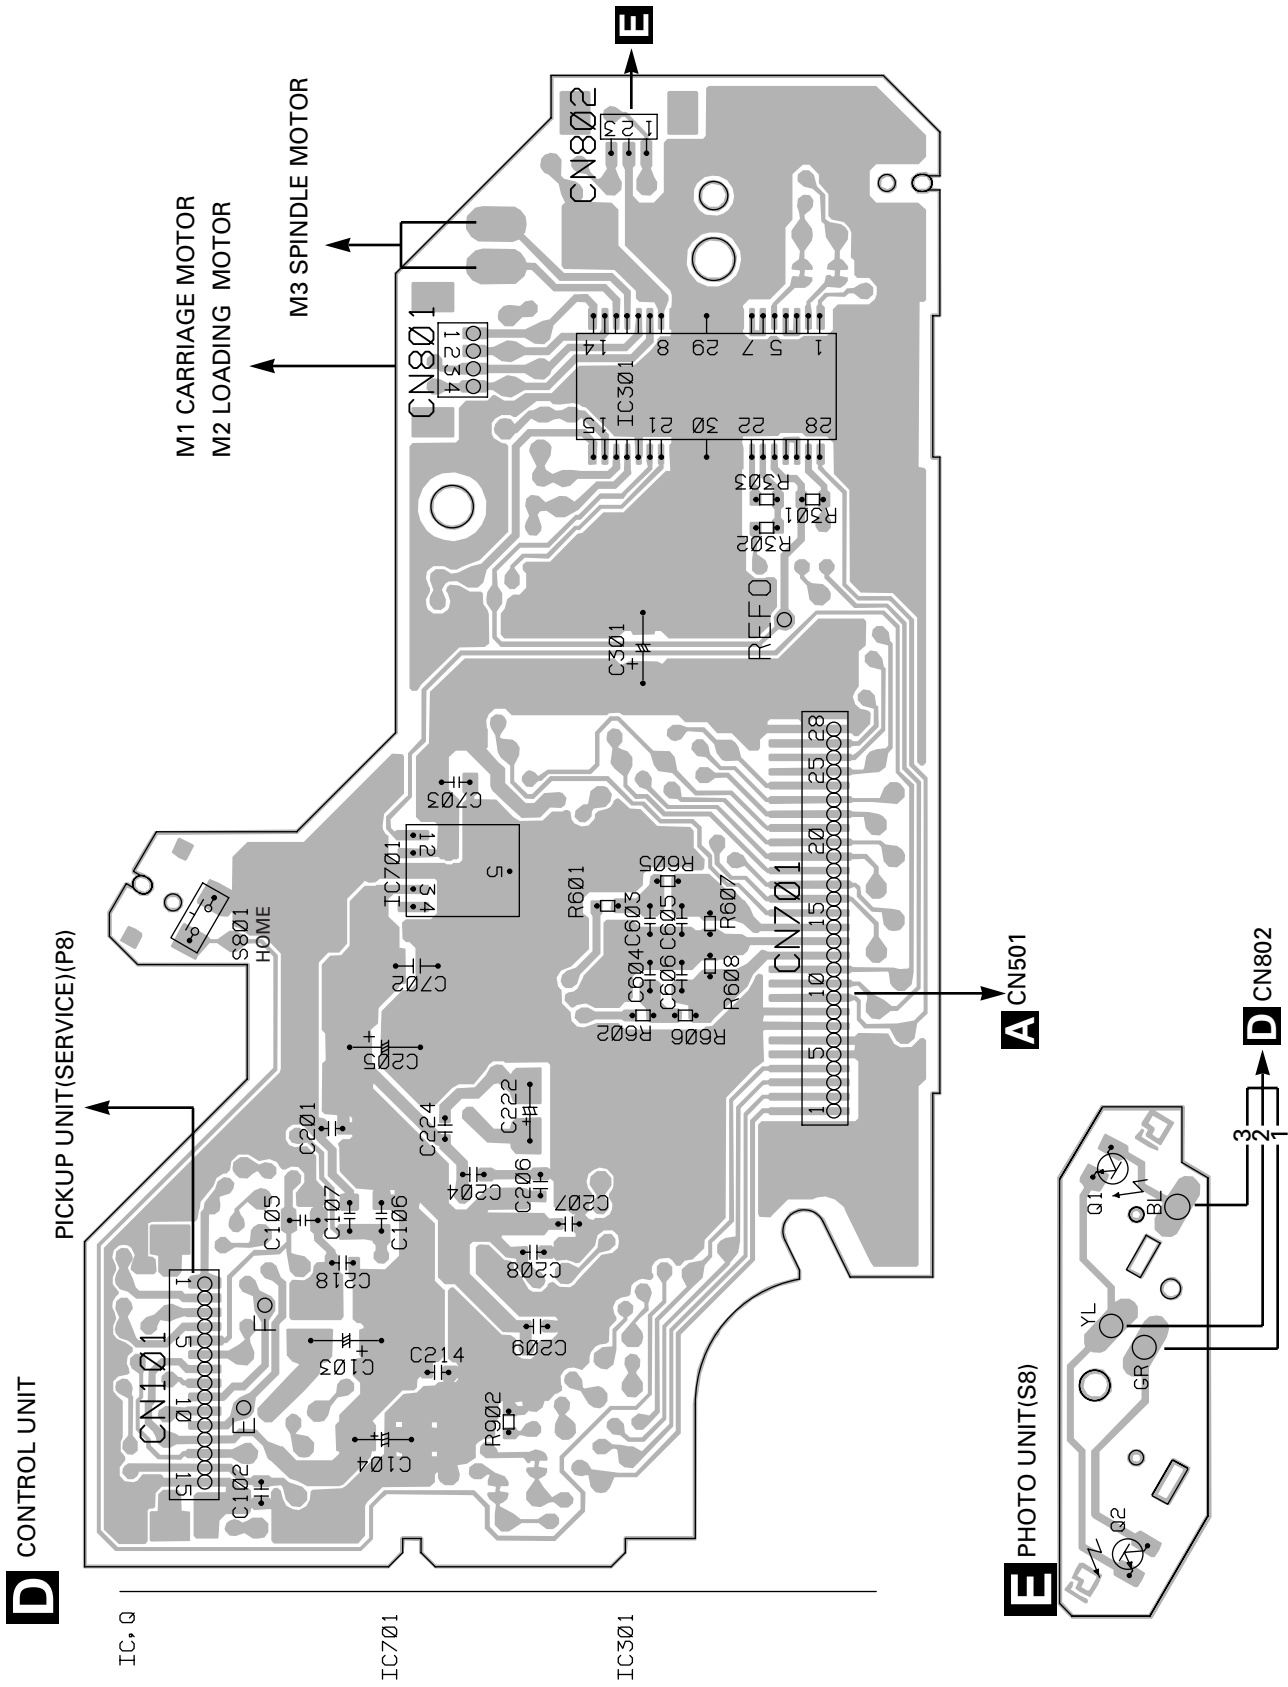 D CONTROL UNIT
IC, Q
IC701
IC301
PICKUP UNIT(SERVICE)(P8)
M1 CARRIAGE MOTOR
M2 LOADING MOTOR
M3 SPINDLE MOTOR
E
CN802
3 2 1
CN801
1 2 3 4
IC301
14 8 29 7 5 1
15 21 30 22 28
R303
R301
R302
REFO
C301
+
C703
IC701
1 2 3 4 5
S801
HOME
C702
C205
+
R601
R605
C603
C605
R607
C604
C606
R608
R602
R606
CN701
1 5 10 15 20 25 28
A CN501
C201
C224
C222
C204
C206
C207
C208
C209
C105
C107
C106
C218
C103
+
C214
C104
+
R902
C102
CN101
1 5 10 15
F
E
E PHOTO UNIT(S8)
Q1
BL
YL
GR
Q2
3
2
1
D CN802